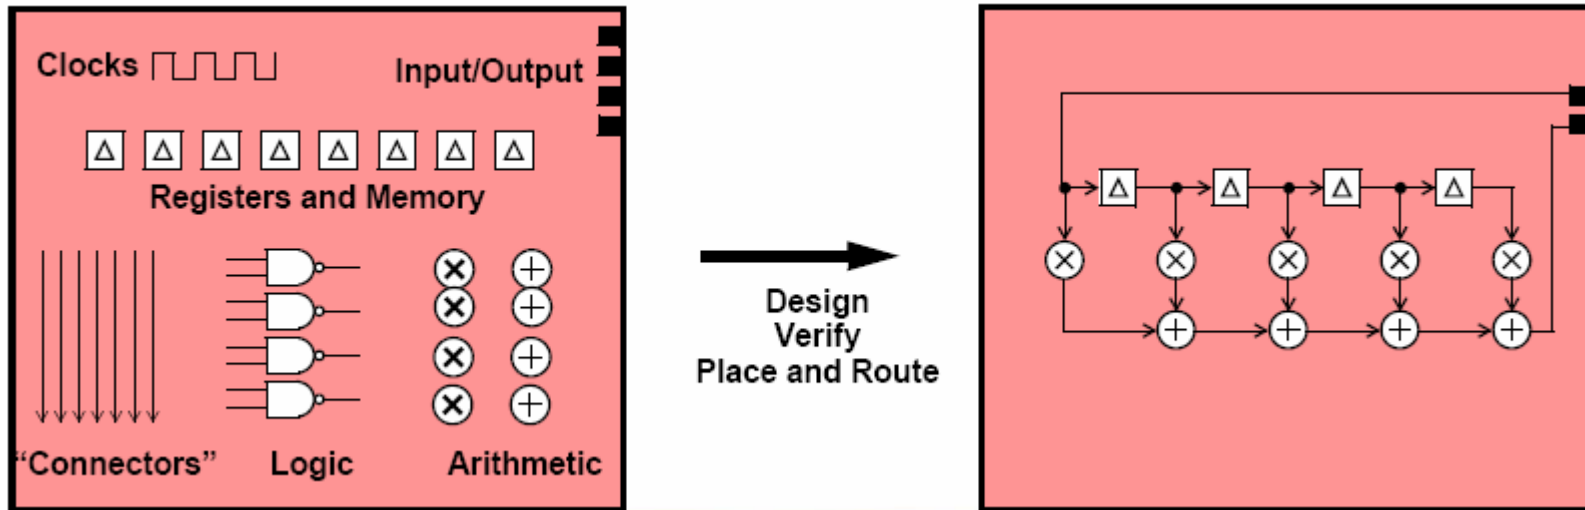 Clocks
Input/Output
Δ Δ Δ Δ Δ Δ Δ Δ
Registers and Memory
“Connectors”
Logic
Arithmetic
Design
Verify
Place and Route
Δ Δ Δ Δ